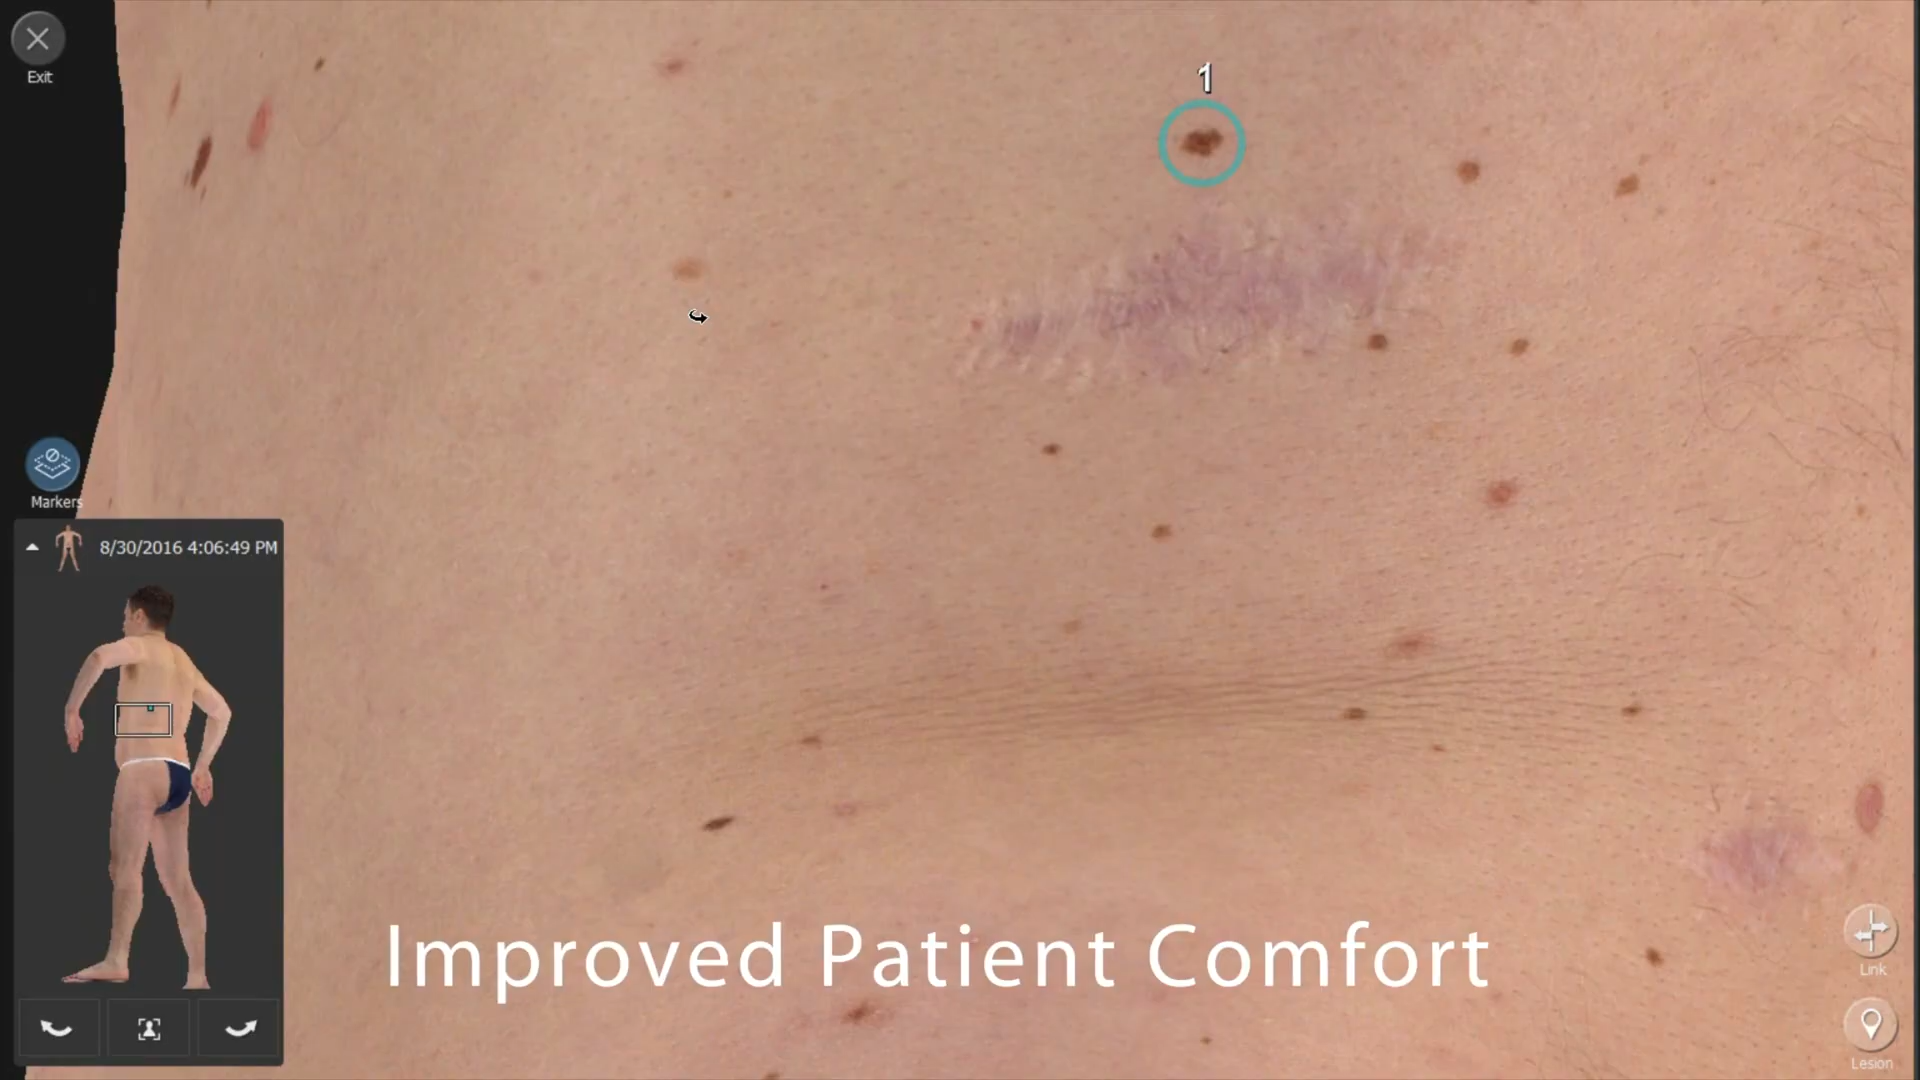 Exit
1
Markers
8/30/2016 4:06:49 PM
Improved Patient Comfort
Link
Lesion